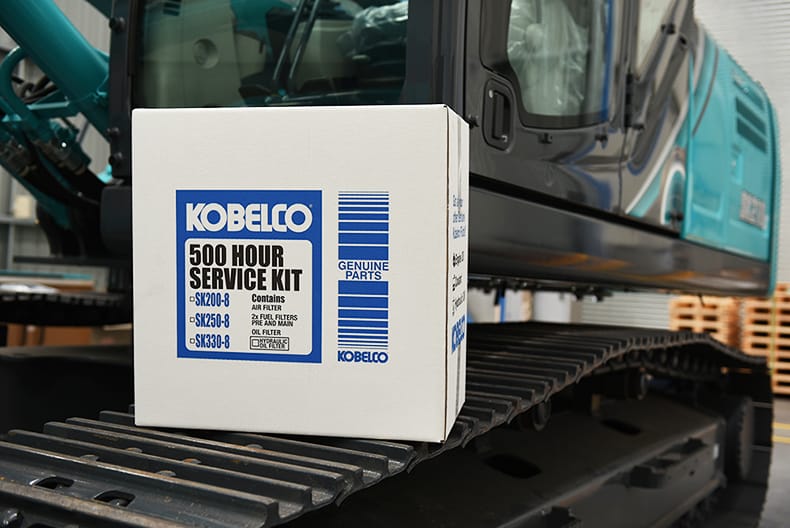 KOBELCO®
500 HOUR
SERVICE KIT
SK200-8
SK250-8
SK330-8
Contains
AIR FILTER
2x FUEL FILTERS
PRE AND MAIN
OIL FILTER
HYDRAULIC
OIL FILTER
GENUINE
PARTS
KOBELCO